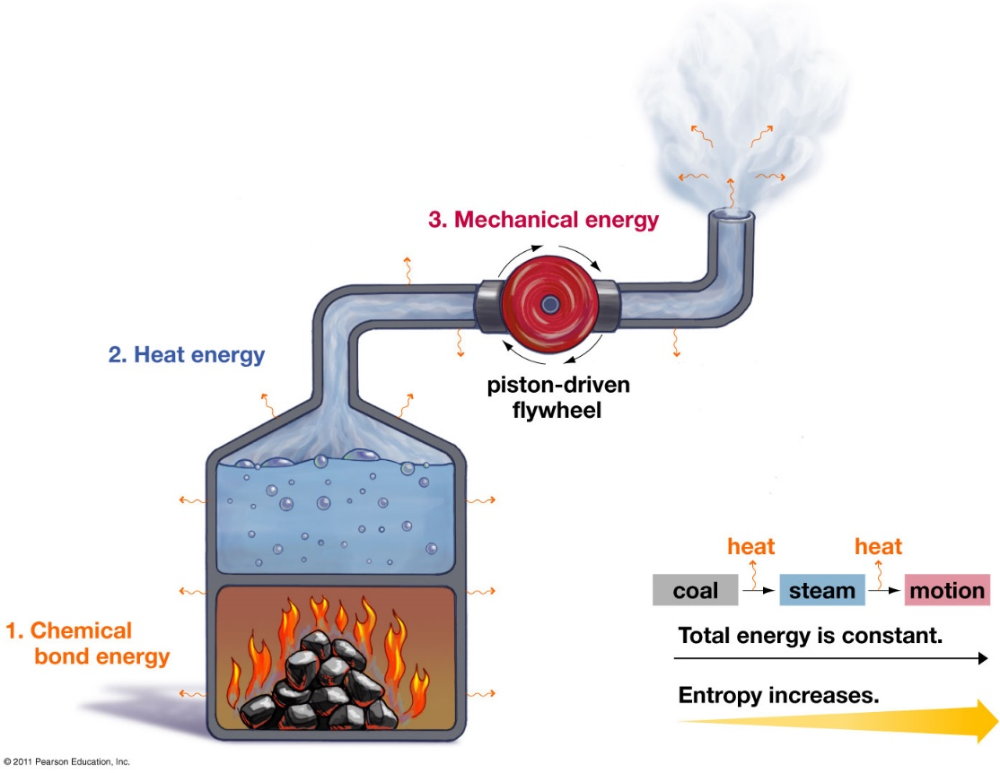 3. Mechanical energy
2. Heat energy
piston-driven
flywheel
1. Chemical
bond energy
heat heat
coal steam motion
Total energy is constant.
Entropy increases.
© 2011 Pearson Education, Inc.